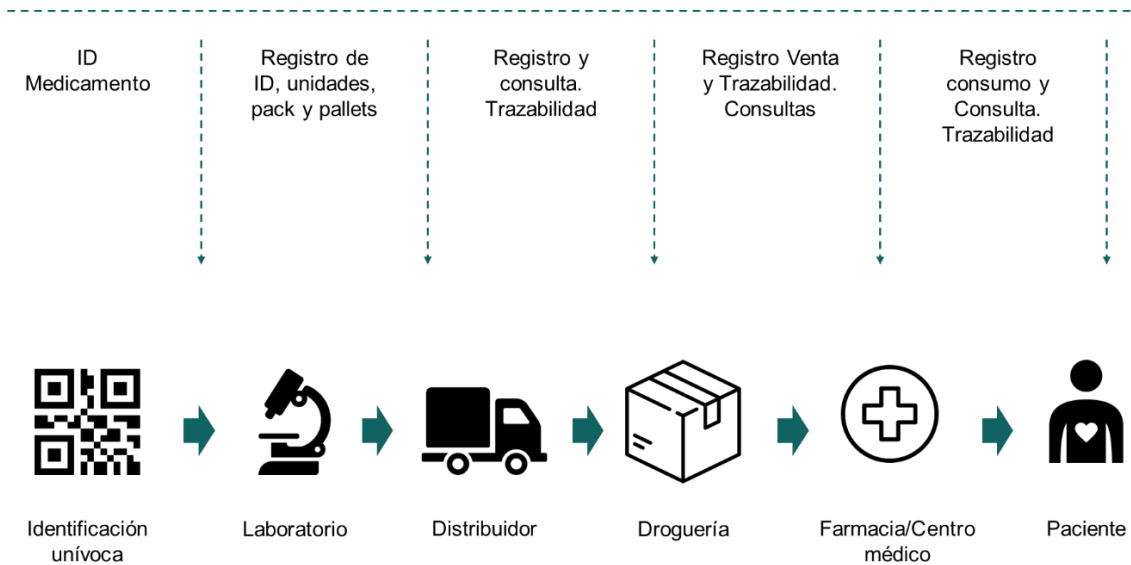 ID
Medicamento
Registro de
ID, unidades,
pack y pallets
Registro y
consulta.
Trazabilidad
Registro Venta
y Trazabilidad.
Consultas
Registro
consumo y
Consulta.
Trazabilidad
Identificación
unívoca
Laboratorio
Distribuidor
Droguería
Farmacia/Centro
médico
Paciente